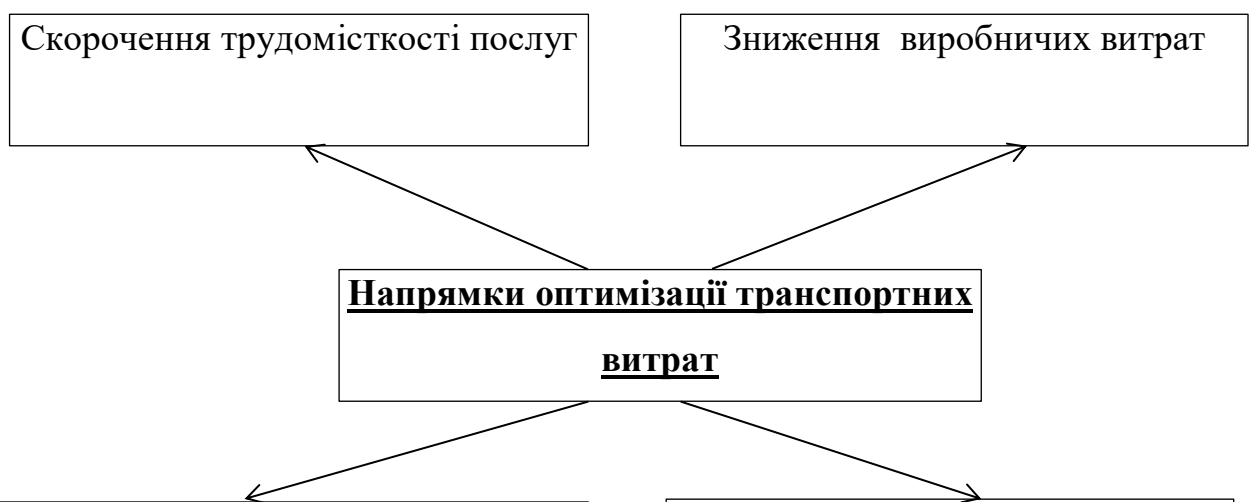 Скорочення трудомісткості послуг
Зниження виробничих витрат
Напрямки оптимізації транспортних
витрат